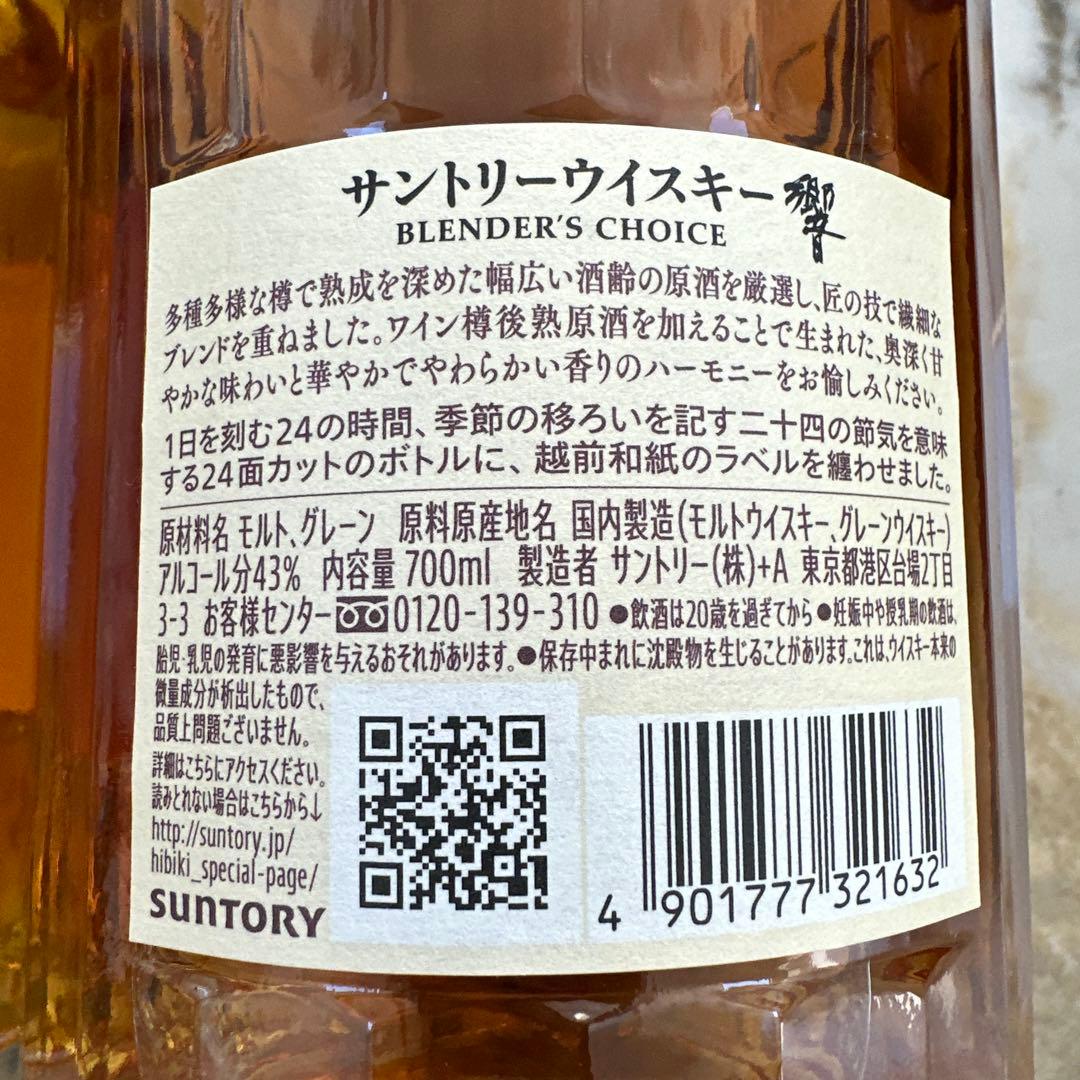 サントリーウイスキー 響
BLENDER'S CHOICE
多種多様な樽で熟成を深めた幅広い酒齢の原酒を厳選し、匠の技で繊細な
ブレンドを重ねました。ワイン樽後熟原酒を加えることで生まれた、奥深く甘
やかな味わいと華やかでやわらかい香りのハーモニーをお愉しみください。
1日を刻む24の時間、季節の移ろいを記す二十四の節気を意味
する24面カットのボトルに、越前和紙のラベルを纏わせました。
原材料名 モルト、グレーン 原料原産地名 国内製造(モルトウイスキー、グレーンウイスキー)
アルコール分43% 内容量 700ml 製造者 サントリー(株)+A 東京都港区台場2丁目
3-3 お客様センター 0120-139-310 ●飲酒は20歳を過ぎてから ●妊娠中や授乳期の飲酒は、
胎児・乳児の発育に悪影響を与えるおそれがあります。●保存中まれに沈殿物を生じることがあります。これは、ウイスキー本来の
微量成分が析出したもので、
品質上問題ございません。
詳細はこちらにアクセスください。
読みとれない場合はこちらから↓
http://suntory.jp/
hibiki_special-page/
SUNTORY
4 901777 321632